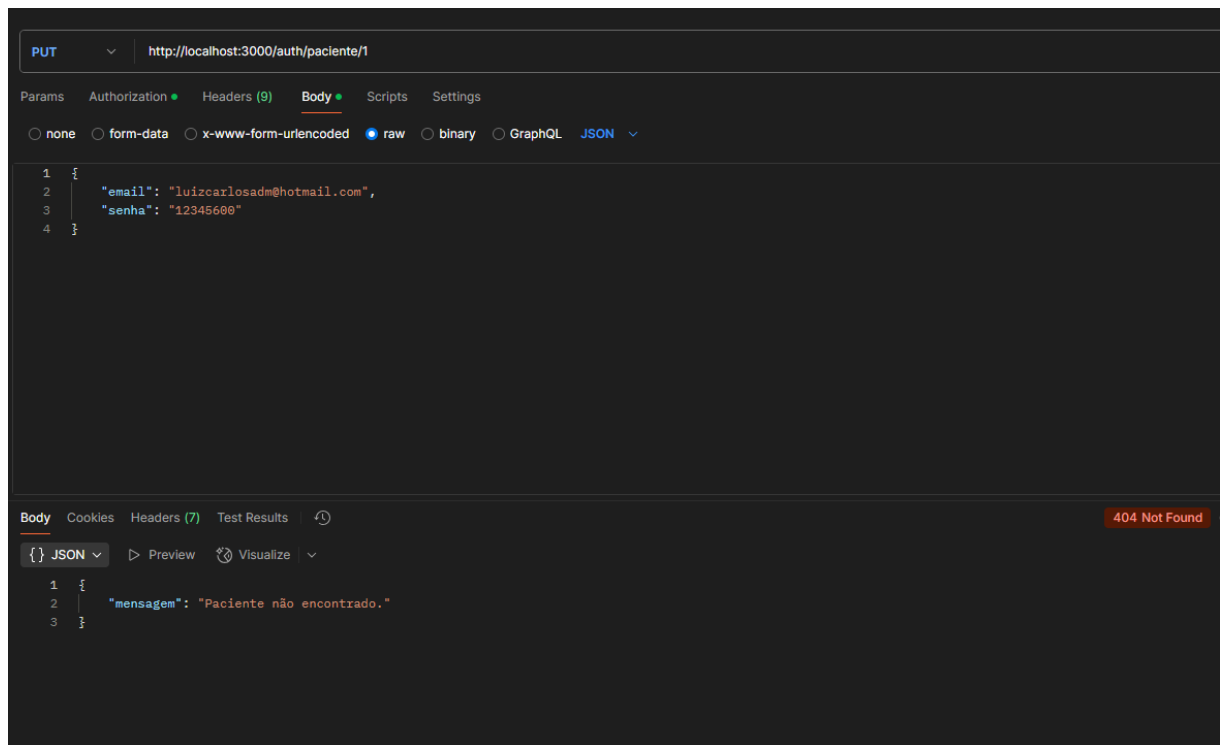 PUT http://localhost:3000/auth/paciente/1
Params Authorization Headers (9) Body Scripts Settings
none form-data x-www-form-urlencoded raw binary GraphQL JSON
1 {
2 "email": "luizcarlosadm@hotmail.com",
3 "senha": "12345600"
4 }
Body Cookies Headers (7) Test Results 404 Not Found
{} JSON Preview Visualize
1 {
2 "mensagem": "Paciente não encontrado."
3 }